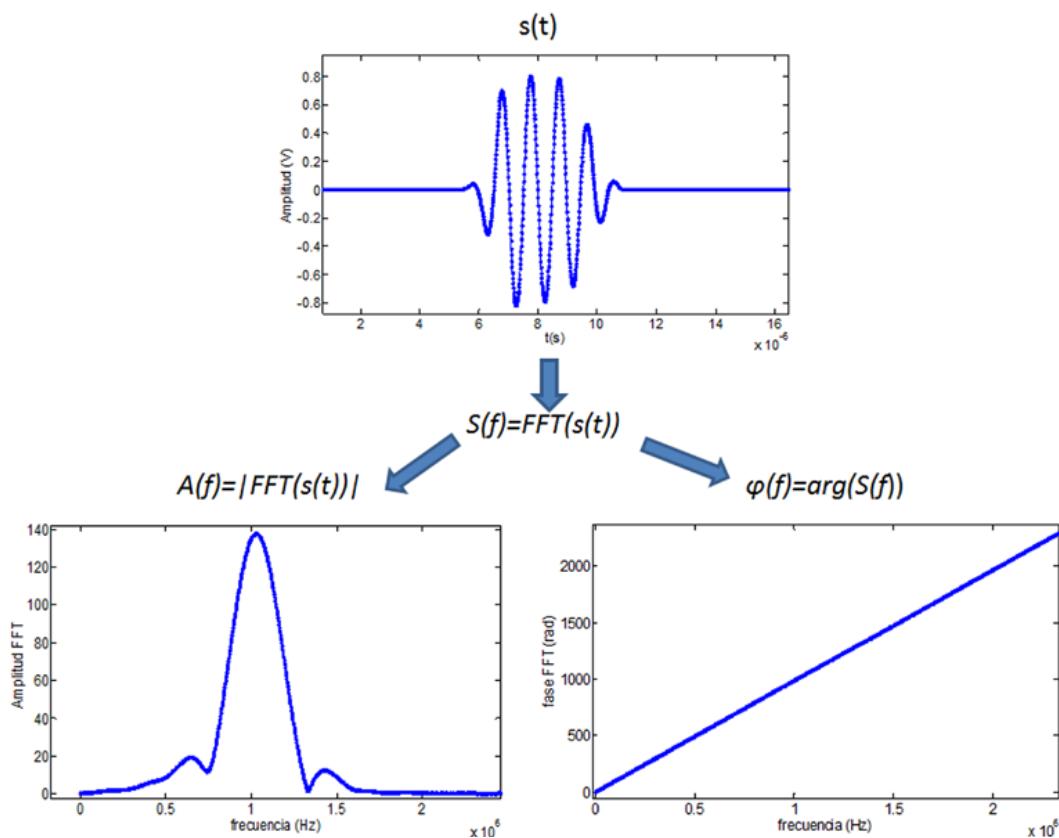 s(t)
Amplitud (V)
0.8
0.6
0.4
0.2
0
-0.2
-0.4
-0.6
-0.8
2 4 6 8 10 12 14 16
t(s)
x 10⁻⁶
S(f)=FFT(s(t))
A(f)=|FFT(s(t))|
φ(f)=arg(S(f))
Amplitud FFT
140
120
100
80
60
40
20
0
0 0.5 1 1.5 2
frecuencia (Hz)
x 10⁶
fase FFT (rad)
2000
1500
1000
500
0
0 0.5 1 1.5 2
frecuencia (Hz)
x 10⁶